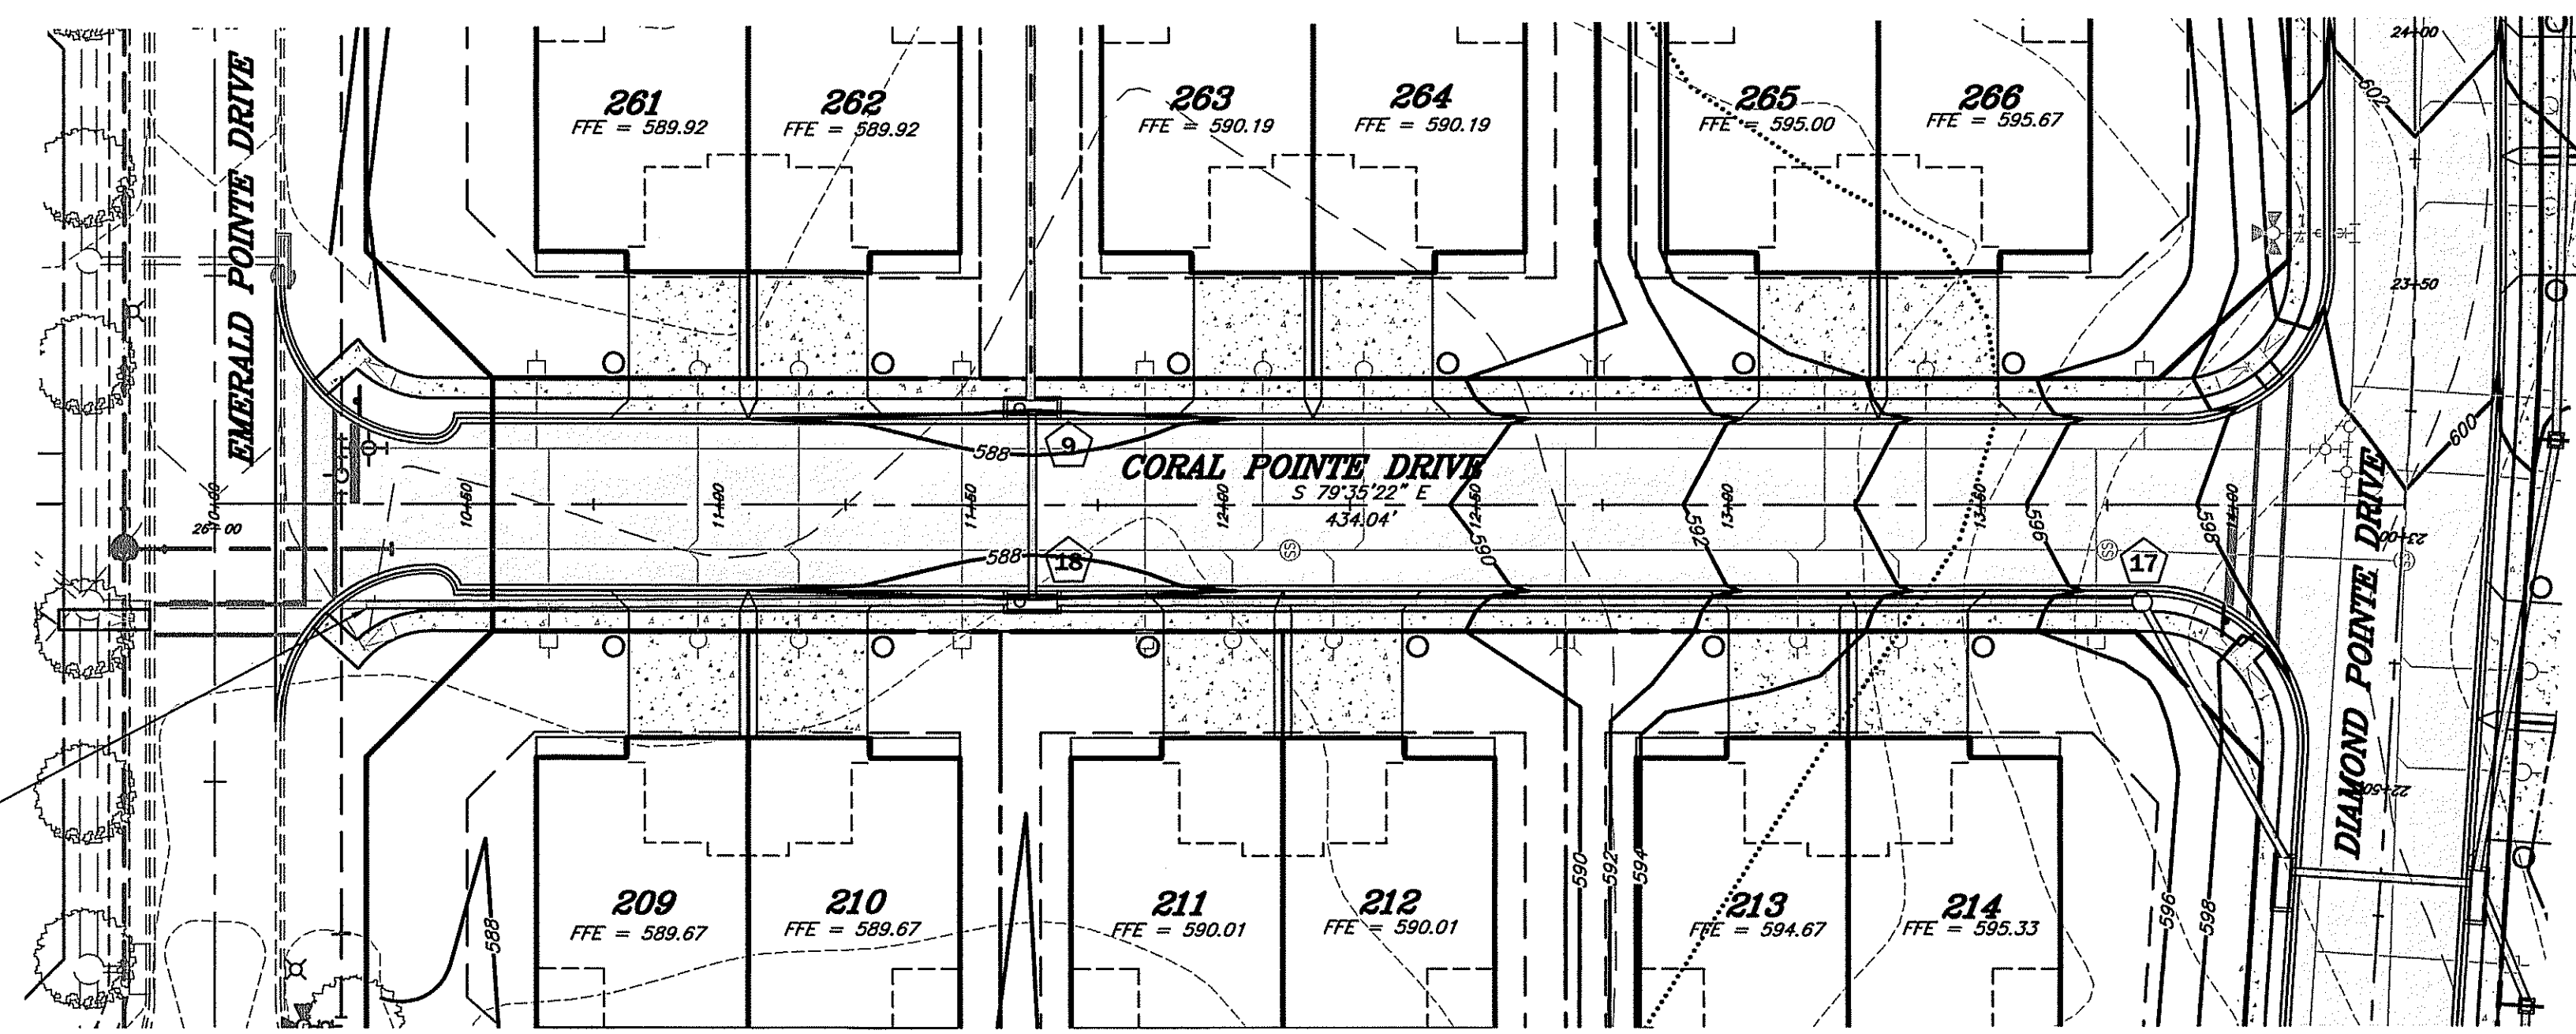 24+00
EMERALD POINTE DRIVE
602
261
FFE = 589.92
262
FFE = 589.92
263
FFE = 590.19
264
FFE = 590.19
265
FFE = 595.00
266
FFE = 595.67
23+50
600
588
9
CORAL POINTE DRIVE
S 79°35'22" E
434.04'
10+00
26+00
10+50
11+00
11+50
12+00
12+50
590
592
13+00
13+50
596
598
14+00
DIAMOND POINTE DRIVE
23+00
588
18
SS
SS
SS
17
22+50
588
209
FFE = 589.67
210
FFE = 589.67
211
FFE = 590.01
212
FFE = 590.01
590
592
594
213
FFE = 594.67
214
FFE = 595.33
596
598